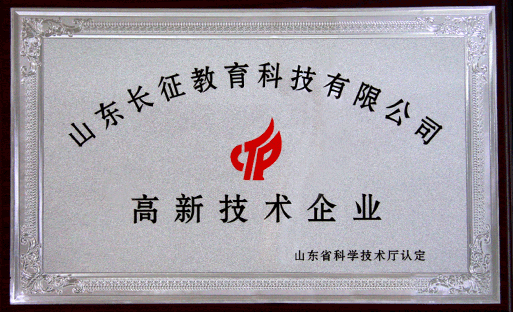 山东长征教育科技有限公司
CTP
高新技术企业
山东省科学技术厅认定